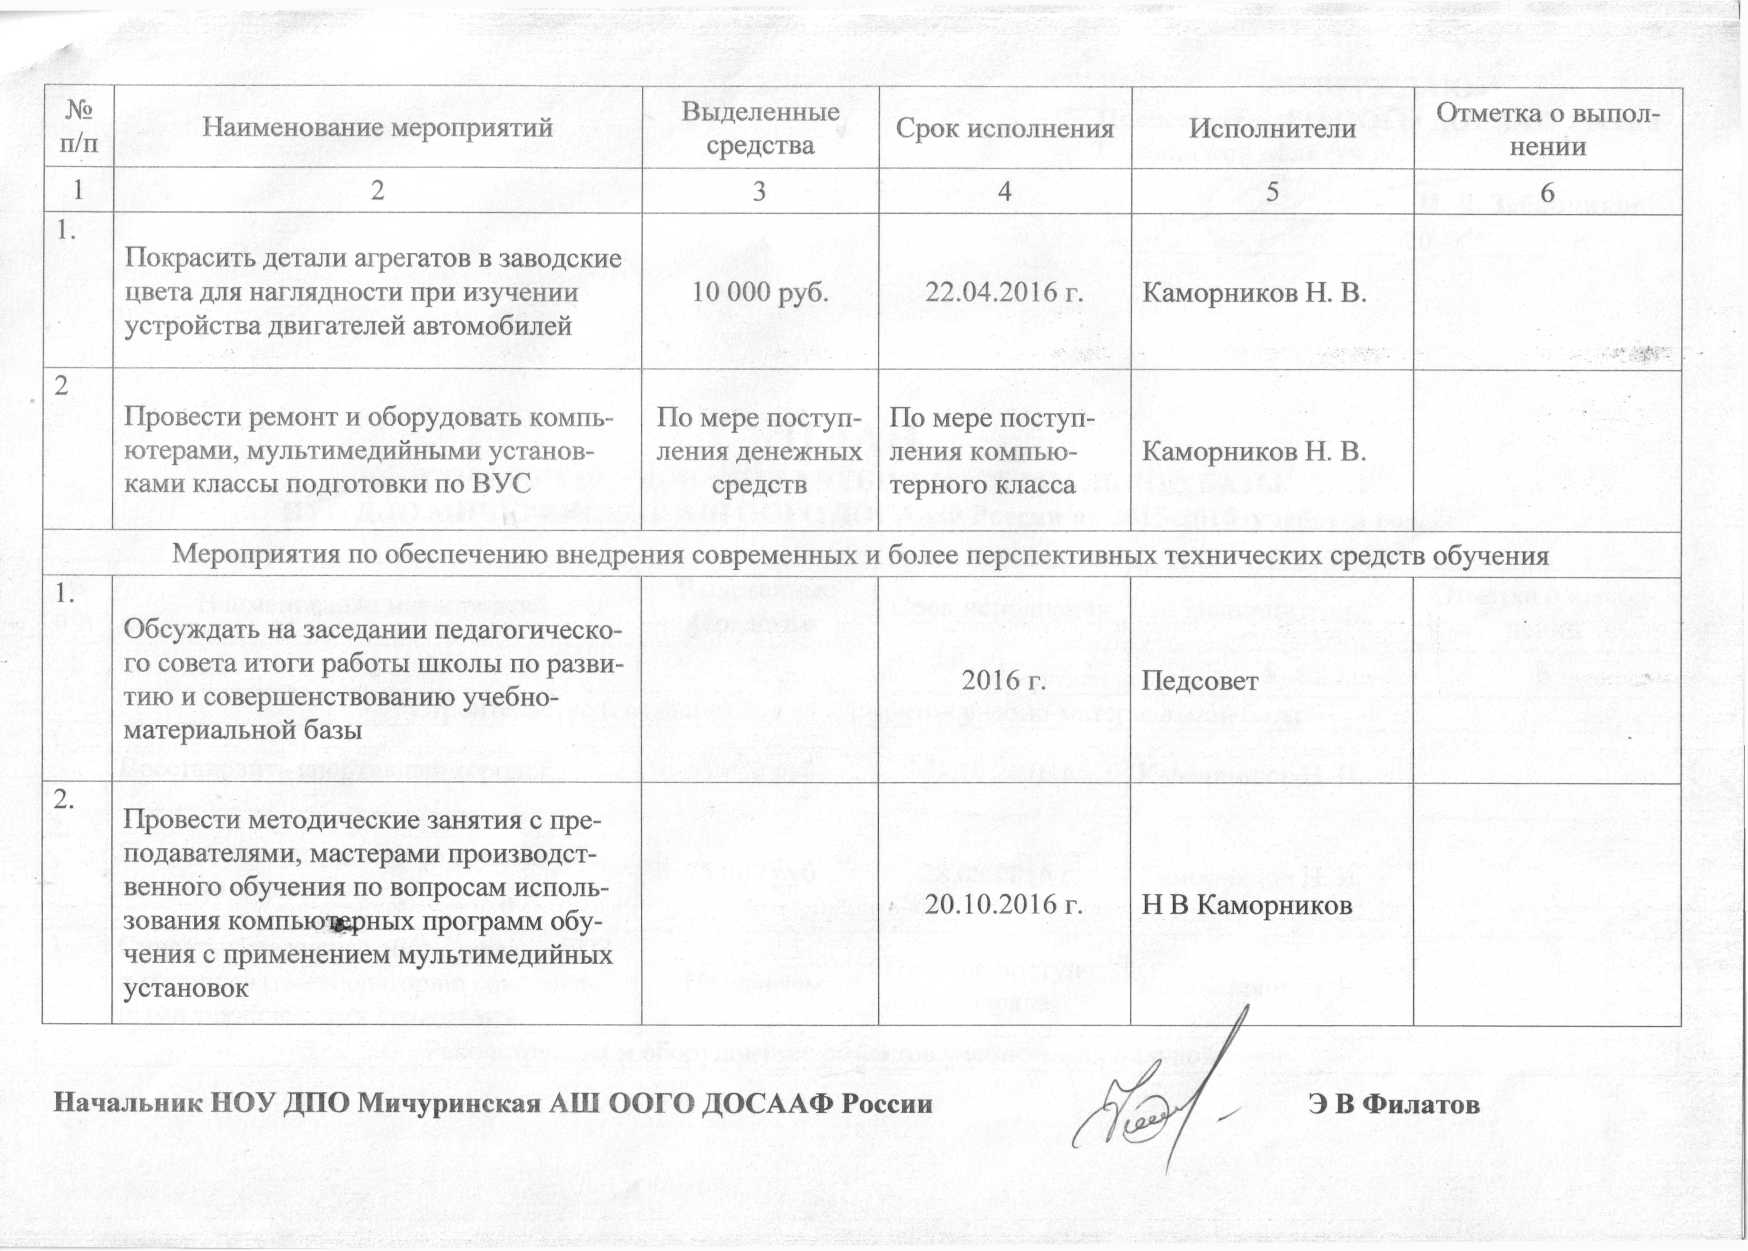 №
п/п
Наименование мероприятий
Выделенные
средства
Срок исполнения
Исполнители
Отметка о выпол-
нении
1
2
3
4
5
6
1.
Покрасить детали агрегатов в заводские
цвета для наглядности при изучении
устройства двигателей автомобилей
10 000 руб.
22.04.2016 г.
Каморников Н. В.
2
Провести ремонт и оборудовать компь-
ютерами, мультимедийными установ-
ками классы подготовки по ВУС
По мере поступ-
ления денежных
средств
По мере поступ-
ления компью-
терного класса
Каморников Н. В.
Мероприятия по обеспечению внедрения современных и более перспективных технических средств обучения
1.
Обсуждать на заседании педагогическо-
го совета итоги работы школы по разви-
тию и совершенствованию учебно-
материальной базы
2016 г.
Педсовет
2.
Провести методические занятия с пре-
подавателями, мастерами производст-
венного обучения по вопросам исполь-
зования компьютерных программ обу-
чения с применением мультимедийных
установок
20.10.2016 г.
Н В Каморников
Начальник НОУ ДПО Мичуринская АШ ООГО ДОСААФ России
Э В Филатов